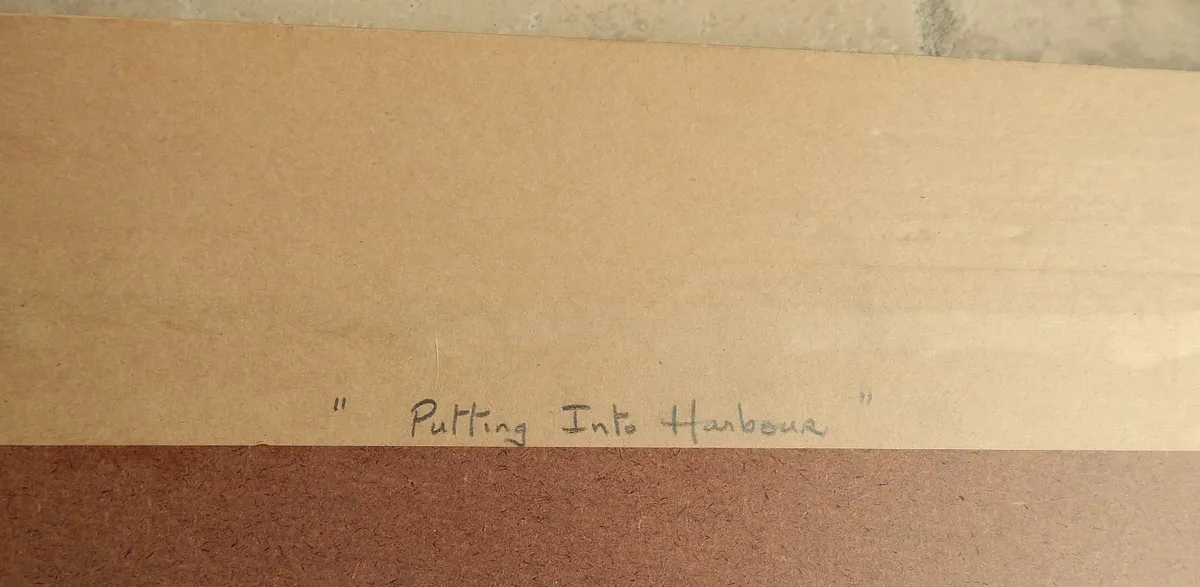 " Putting Into Harbour "